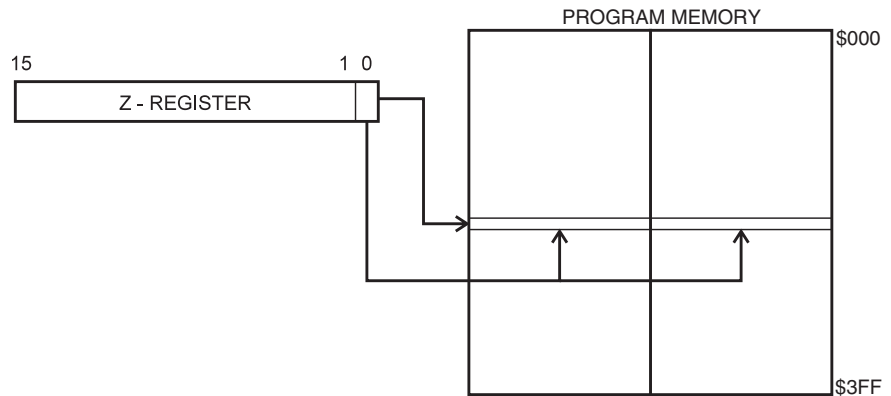 PROGRAM MEMORY
$000
15 1 0
Z - REGISTER
$3FF